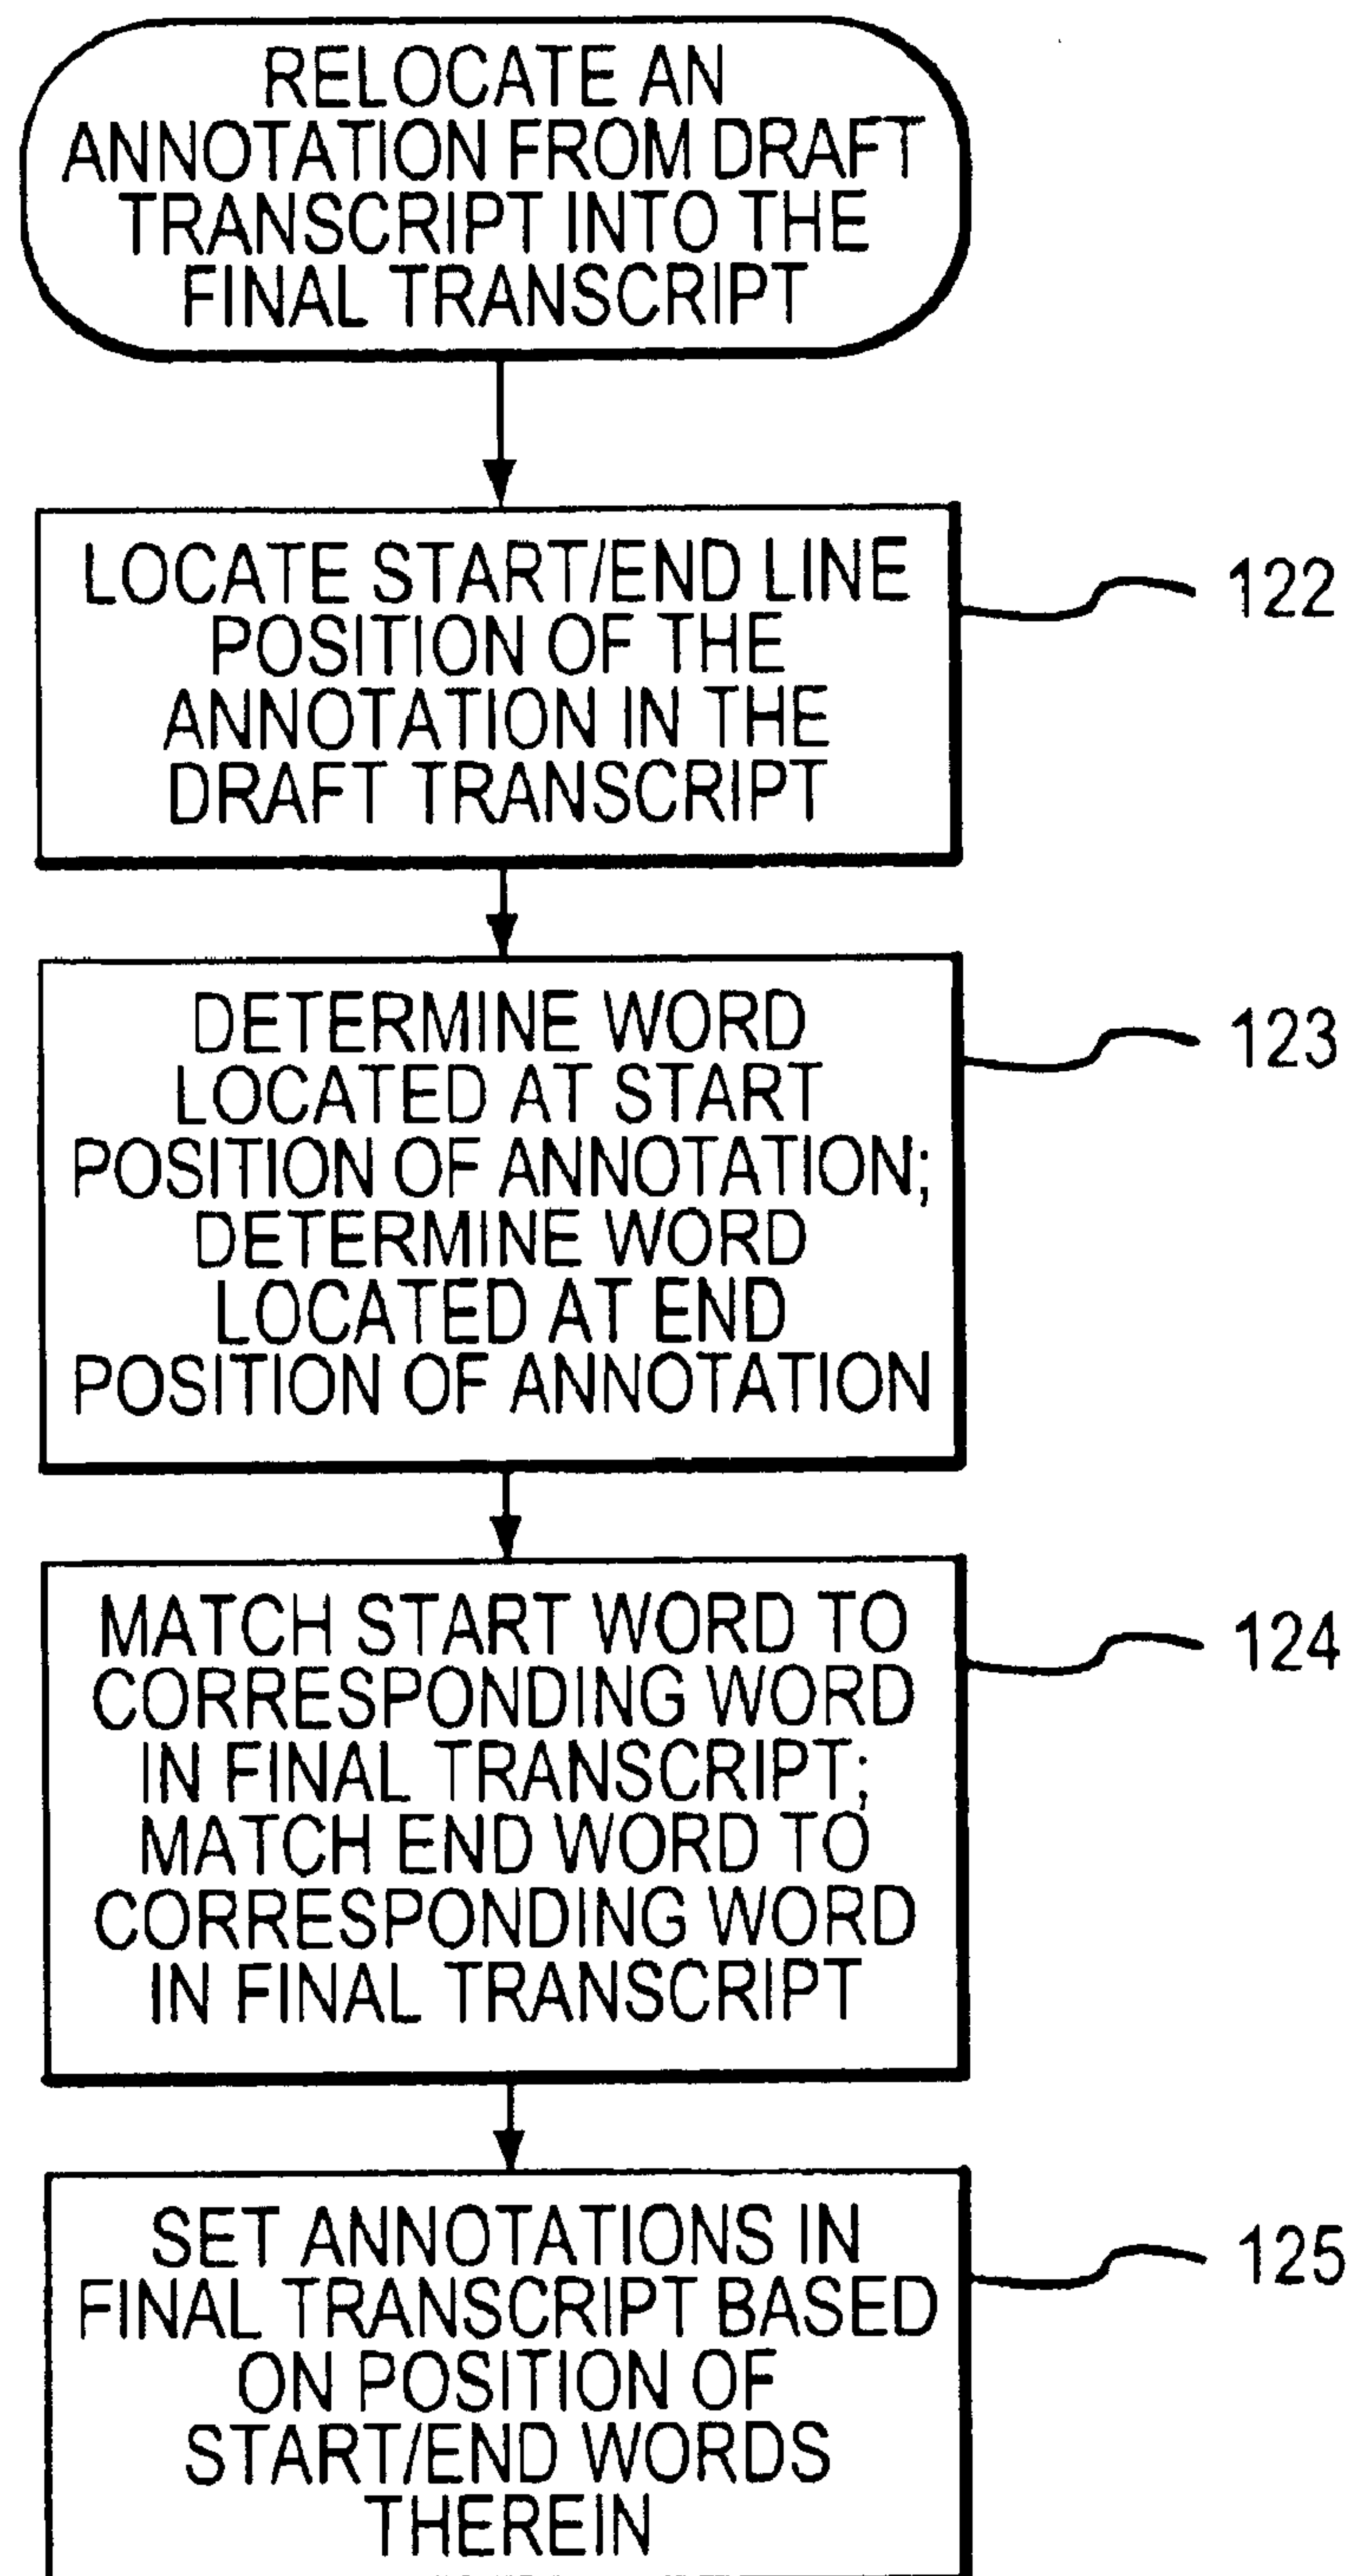 RELOCATE AN
ANNOTATION FROM DRAFT
TRANSCRIPT INTO THE
FINAL TRANSCRIPT
LOCATE START/END LINE
POSITION OF THE
ANNOTATION IN THE
DRAFT TRANSCRIPT
122
DETERMINE WORD
LOCATED AT START
POSITION OF ANNOTATION;
DETERMINE WORD
LOCATED AT END
POSITION OF ANNOTATION
123
MATCH START WORD TO
CORRESPONDING WORD
IN FINAL TRANSCRIPT;
MATCH END WORD TO
CORRESPONDING WORD
IN FINAL TRANSCRIPT
124
SET ANNOTATIONS IN
FINAL TRANSCRIPT BASED
ON POSITION OF
START/END WORDS
THEREIN
125